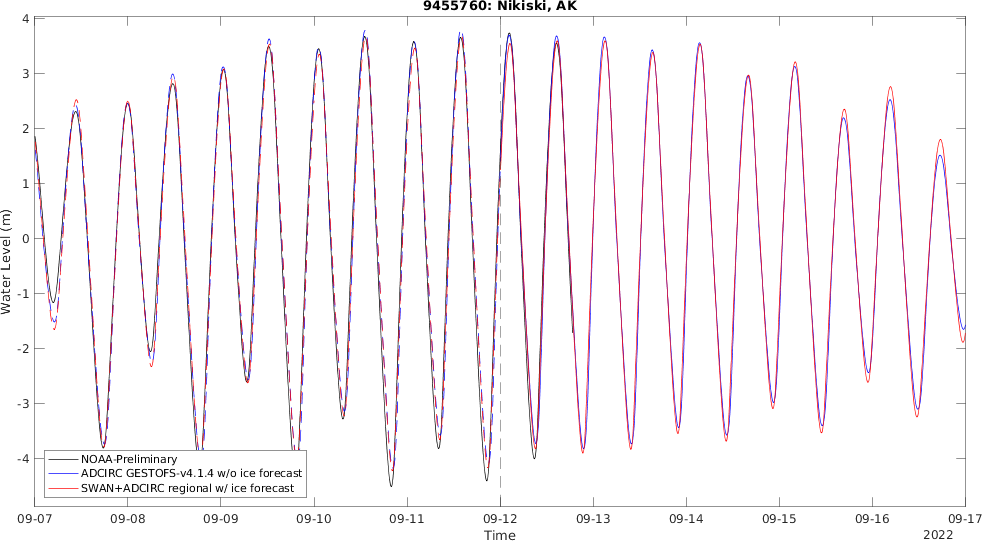 9455760: Nikiski, AK
4
3
2
1
0
-1
-2
-3
-4
Water Level (m)
NOAA-Preliminary
ADCIRC GESTOFS-v4.1.4 w/o ice forecast
SWAN+ADCIRC regional w/ ice forecast
09-07 09-08 09-09 09-10 09-11 09-12 09-13 09-14 09-15 09-16 09-17
Time
2022